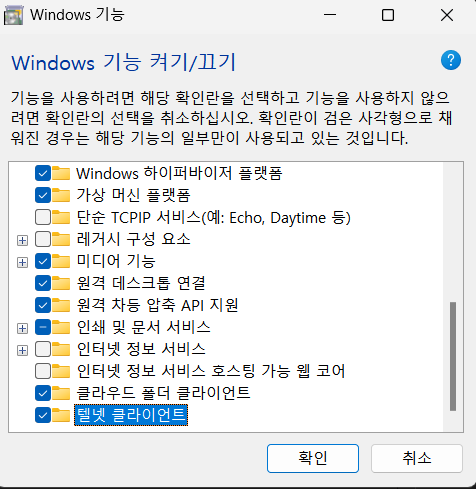 Windows 기능
Windows 기능 켜기/끄기
기능을 사용하려면 해당 확인란을 선택하고 기능을 사용하지 않으
려면 확인란의 선택을 취소하십시오. 확인란이 검은 사각형으로 채
워진 경우는 해당 기능의 일부만이 사용되고 있는 것입니다.
Windows 하이퍼바이저 플랫폼
가상 머신 플랫폼
단순 TCPIP 서비스(예: Echo, Daytime 등)
레거시 구성 요소
미디어 기능
원격 데스크톱 연결
원격 차등 압축 API 지원
인쇄 및 문서 서비스
인터넷 정보 서비스
인터넷 정보 서비스 호스팅 가능 웹 코어
클라우드 폴더 클라이언트
텔넷 클라이언트
확인
취소